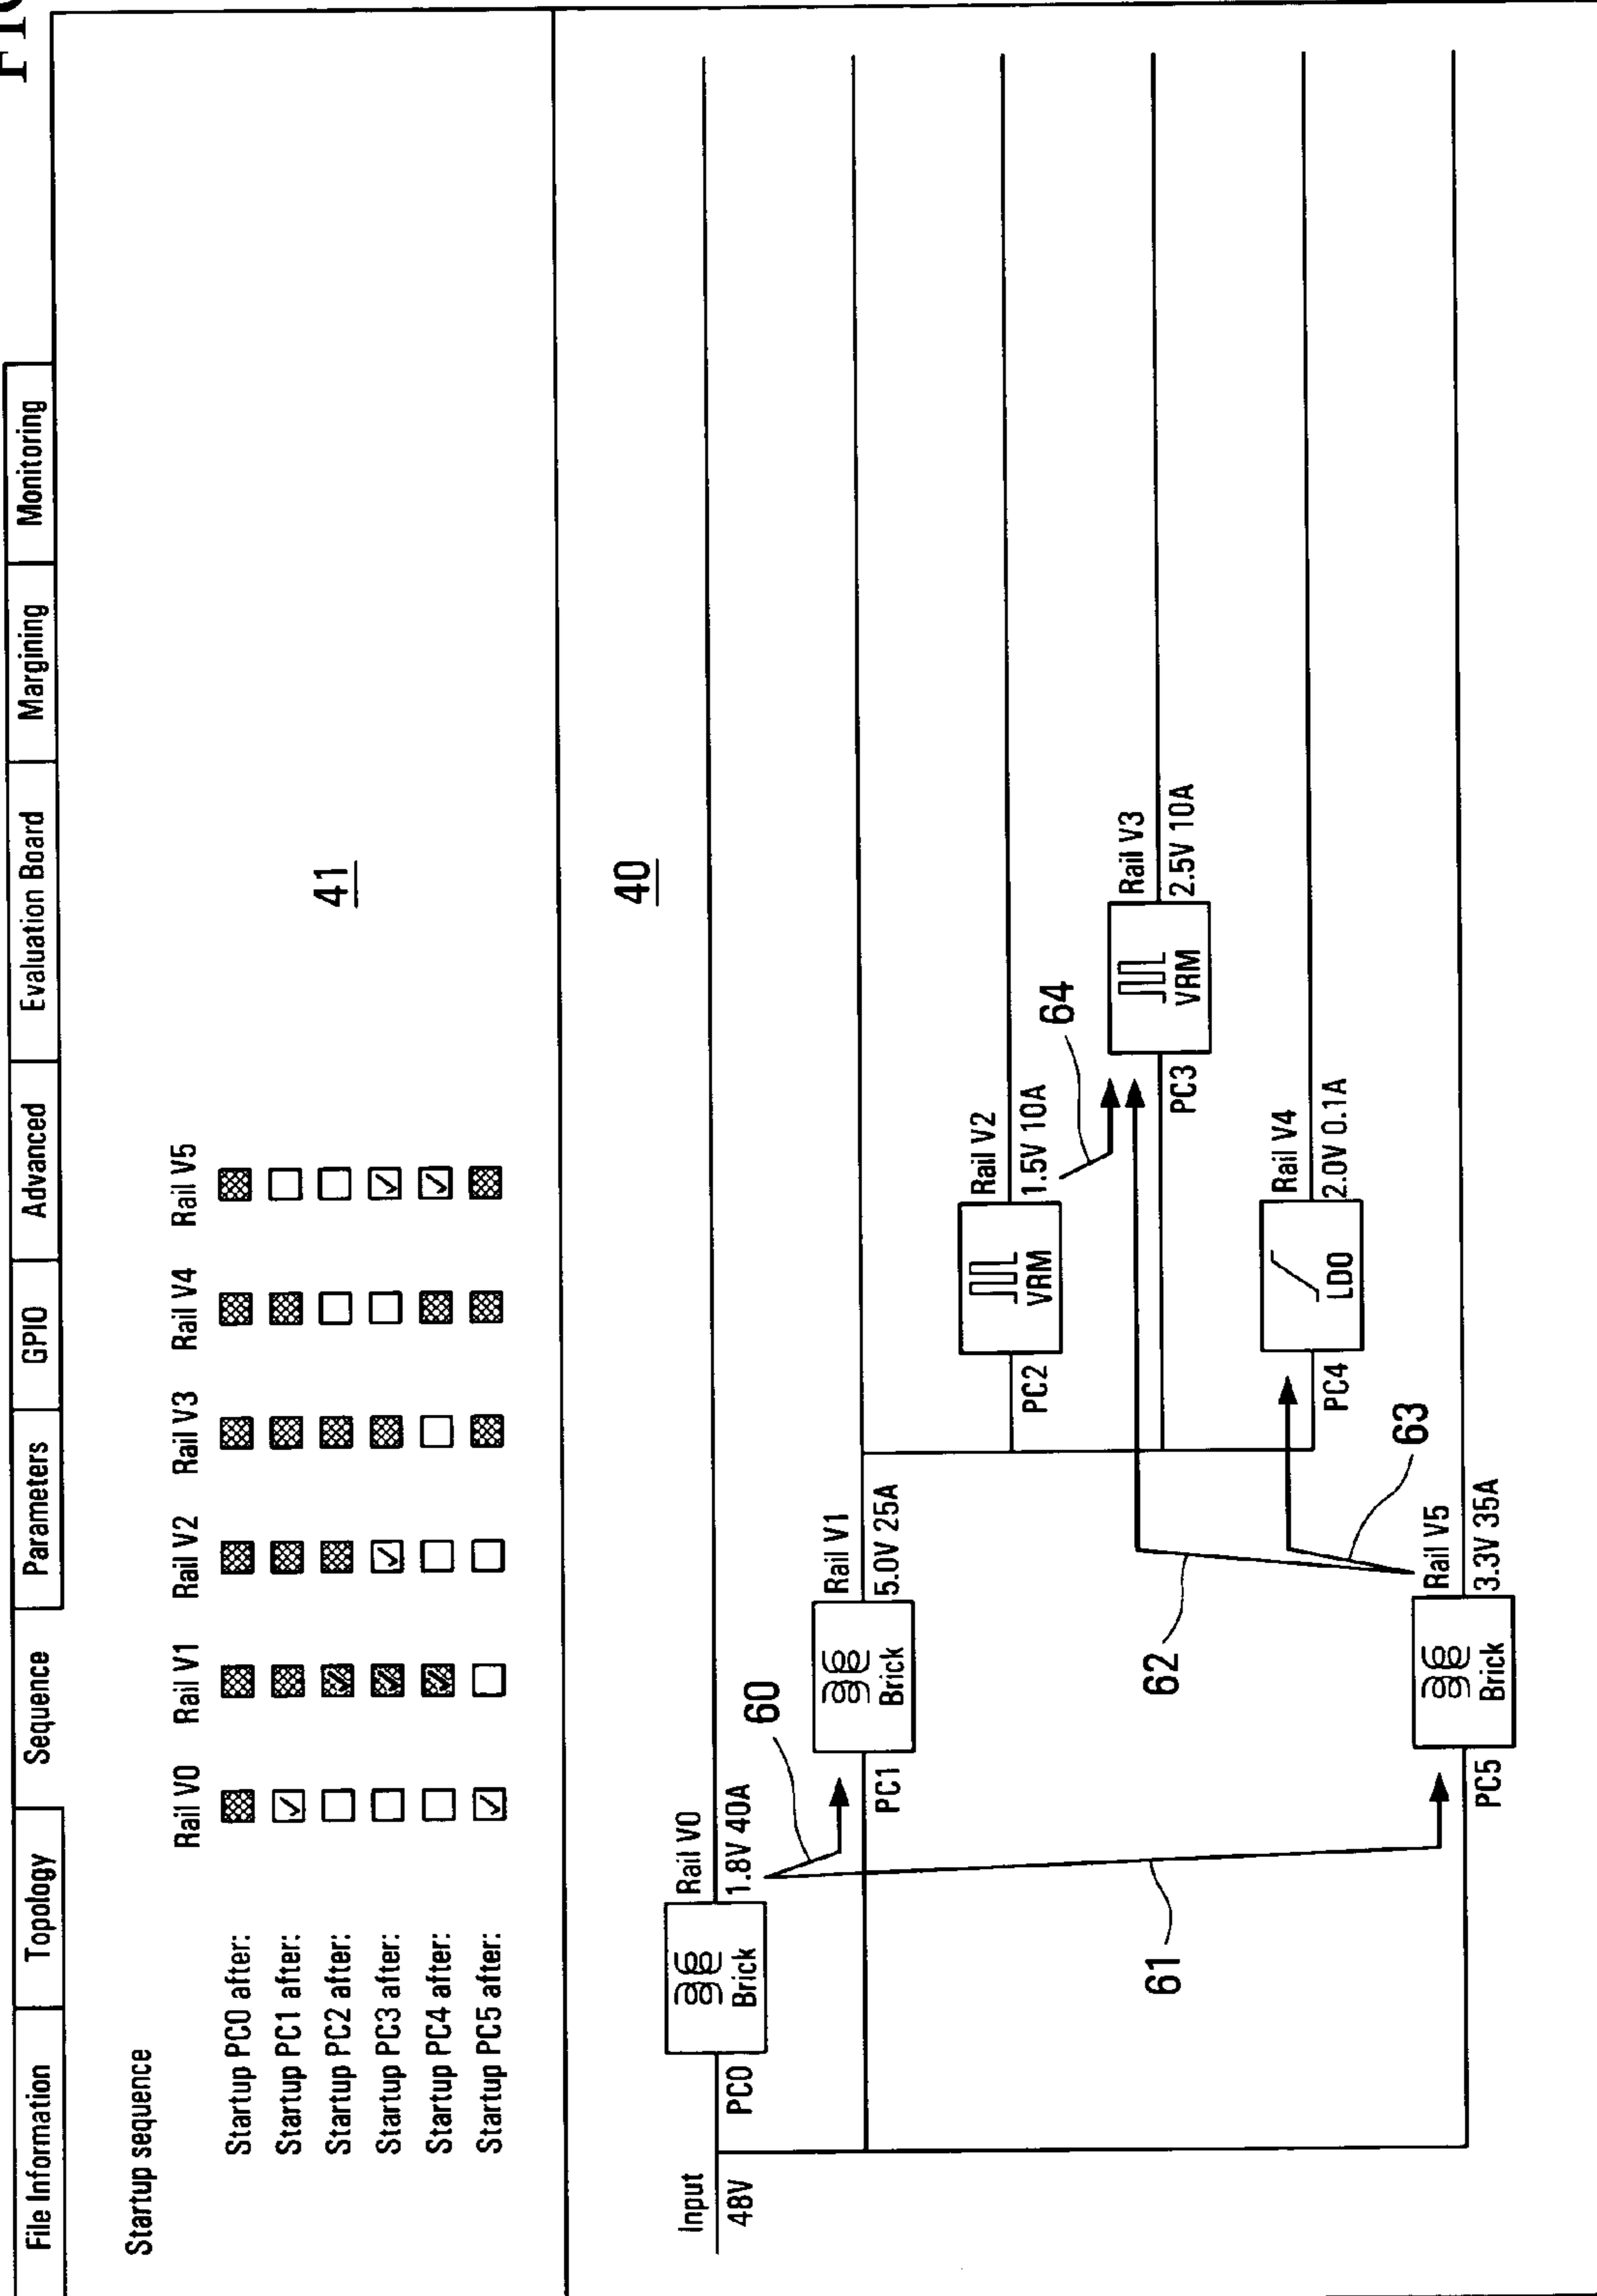 FIG
File Information Topology Sequence Parameters GPIO Advanced Evaluation Board Margining Monitoring
Startup sequence
Rail V0 Rail V1 Rail V2 Rail V3 Rail V4 Rail V5
Startup PC0 after:
Startup PC1 after:
Startup PC2 after:
Startup PC3 after:
Startup PC4 after:
Startup PC5 after:
41
40
Input
48V
PC0
Brick
Rail V0
1.8V 40A
60
PC1
Brick
Rail V1
5.0V 25A
PC2
VRM
Rail V2
1.5V 10A
64
PC3
VRM
Rail V3
2.5V 10A
61
62
PC4
LDO
Rail V4
2.0V 0.1A
63
PC5
Brick
Rail V5
3.3V 35A